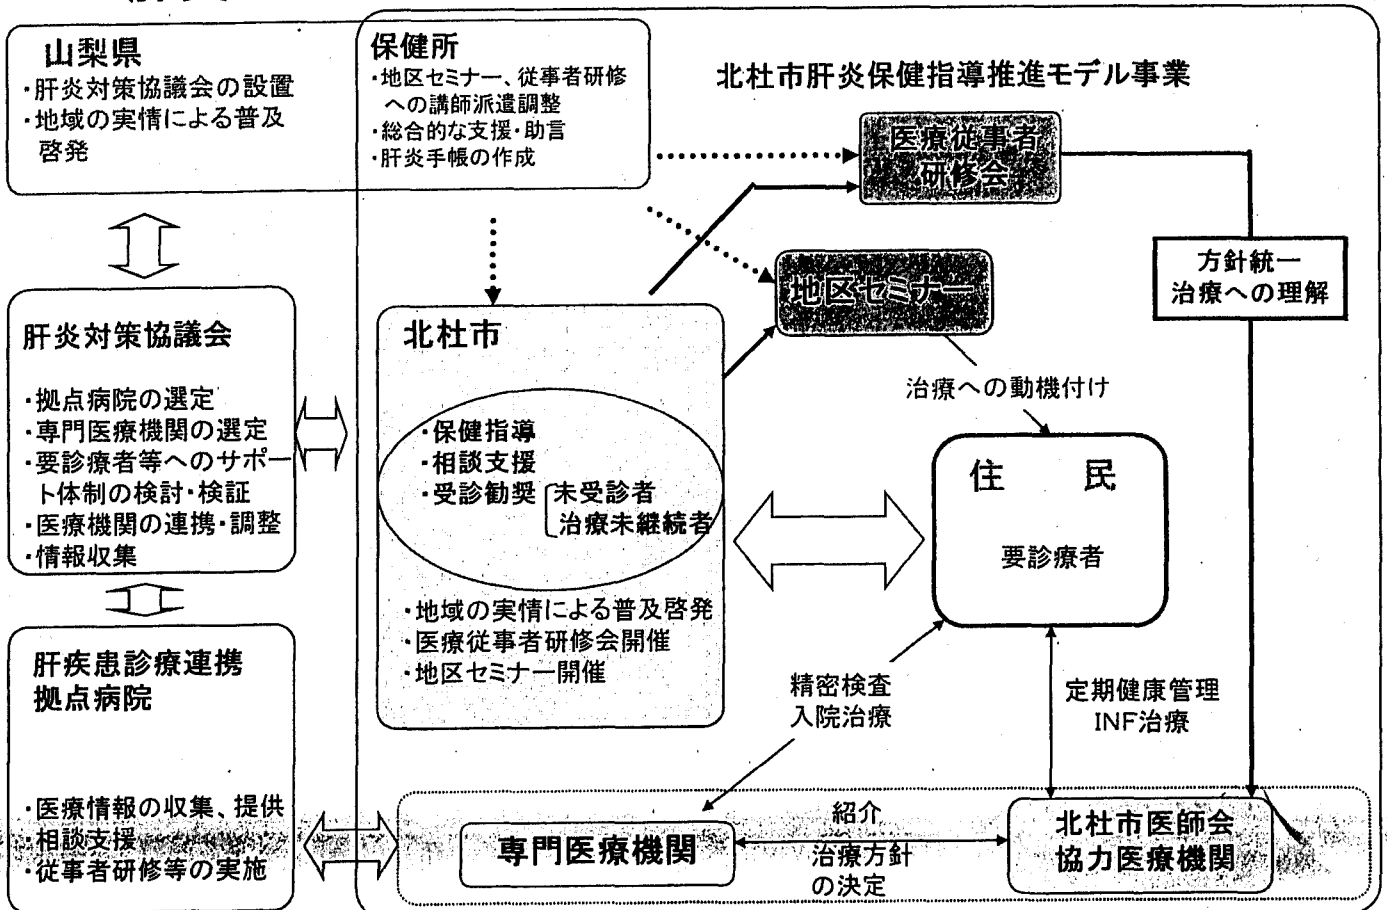 山梨県
・肝炎対策協議会の設置
・地域の実情による普及
啓発
保健所
・地区セミナー、従事者研修
への講師派遣調整
・総合的な支援・助言
・肝炎手帳の作成
北杜市肝炎保健指導推進モデル事業
医療従事者
研修会
地区セミナー
方針統一
治療への理解
肝炎対策協議会
・拠点病院の選定
・専門医療機関の選定
・要診療者等へのサポー
ト体制の検討・検証
・医療機関の連携・調整
・情報収集
北杜市
・保健指導
・相談支援
・受診勧奨 未受診者
治療未継続者
・地域の実情による普及啓発
・医療従事者研修会開催
・地区セミナー開催
治療への動機付け
住 民
要診療者
肝疾患診療連携
拠点病院
・医療情報の収集、提供
相談支援
・従事者研修等の実施
精密検査
入院治療
定期健康管理
INF治療
専門医療機関
紹介
治療方針
の決定
北杜市医師会
協力医療機関